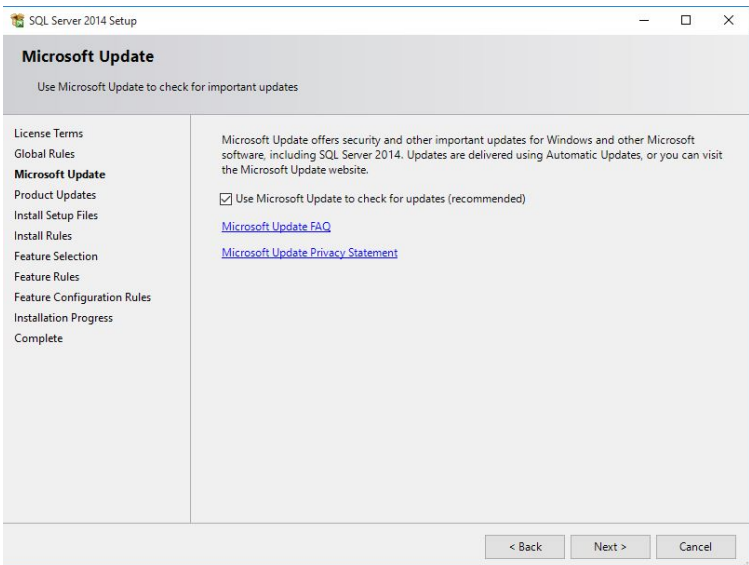 SQL Server 2014 Setup
Microsoft Update
Use Microsoft Update to check for important updates
License Terms
Global Rules
Microsoft Update
Product Updates
Install Setup Files
Install Rules
Feature Selection
Feature Rules
Feature Configuration Rules
Installation Progress
Complete
Microsoft Update offers security and other important updates for Windows and other Microsoft
software, including SQL Server 2014. Updates are delivered using Automatic Updates, or you can visit
the Microsoft Update website.
Use Microsoft Update to check for updates (recommended)
Microsoft Update FAQ
Microsoft Update Privacy Statement
< Back Next > Cancel